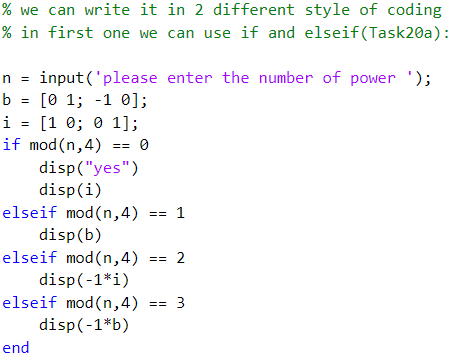 % we can write it in 2 different style of coding
% in first one we can use if and elseif(Task20a):
n = input('please enter the number of power ');
b = [0 1; -1 0];
i = [1 0; 0 1];
if mod(n,4) == 0
    disp("yes")
    disp(i)
elseif mod(n,4) == 1
    disp(b)
elseif mod(n,4) == 2
    disp(-1*i)
elseif mod(n,4) == 3
    disp(-1*b)
end